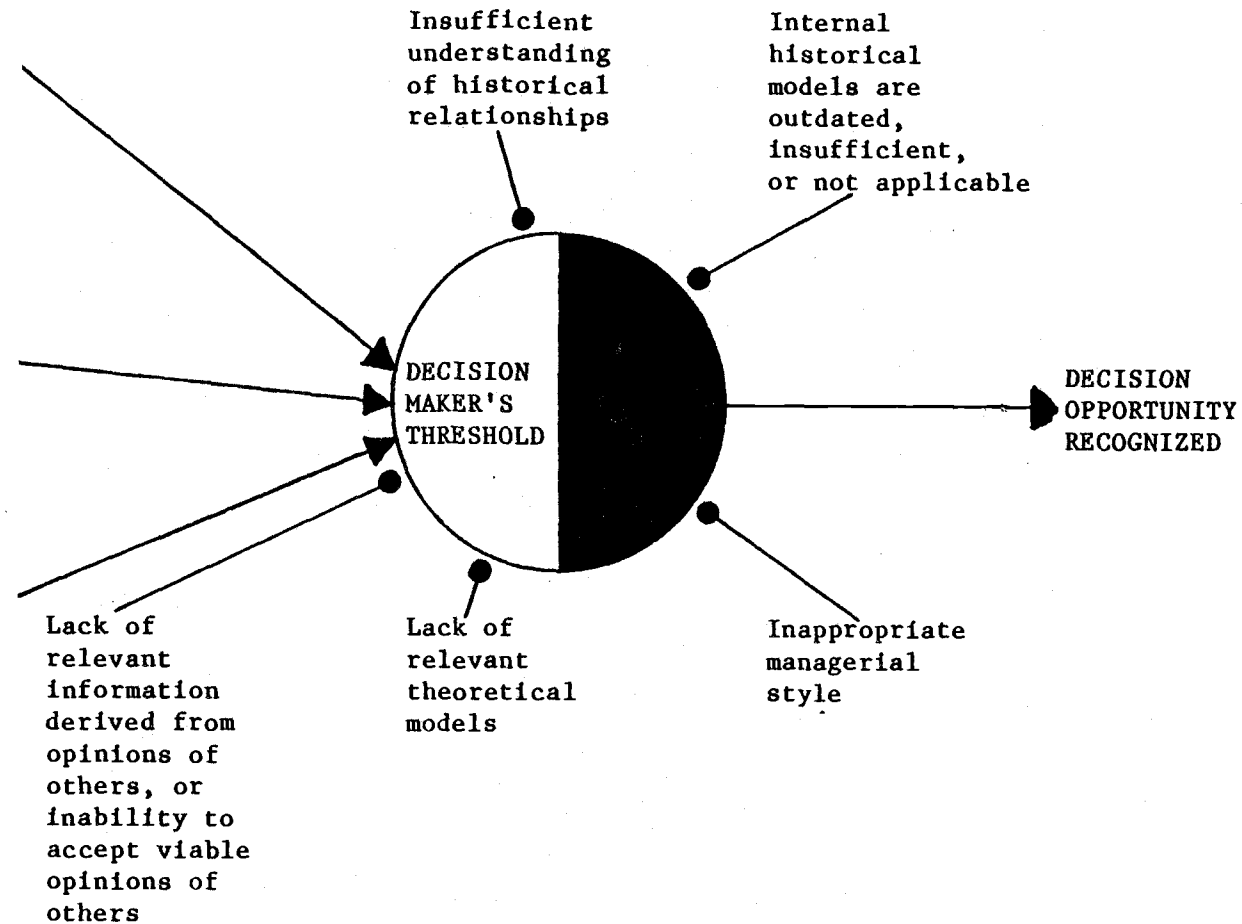 Insufficient
understanding
of historical
relationships
Internal
historical
models are
outdated,
insufficient,
or not applicable
DECISION
MAKER'S
THRESHOLD
DECISION
OPPORTUNITY
RECOGNIZED
Lack of
relevant
information
derived from
opinions of
others, or
inability to
accept viable
opinions of
others
Lack of
relevant
theoretical
models
Inappropriate
managerial
style